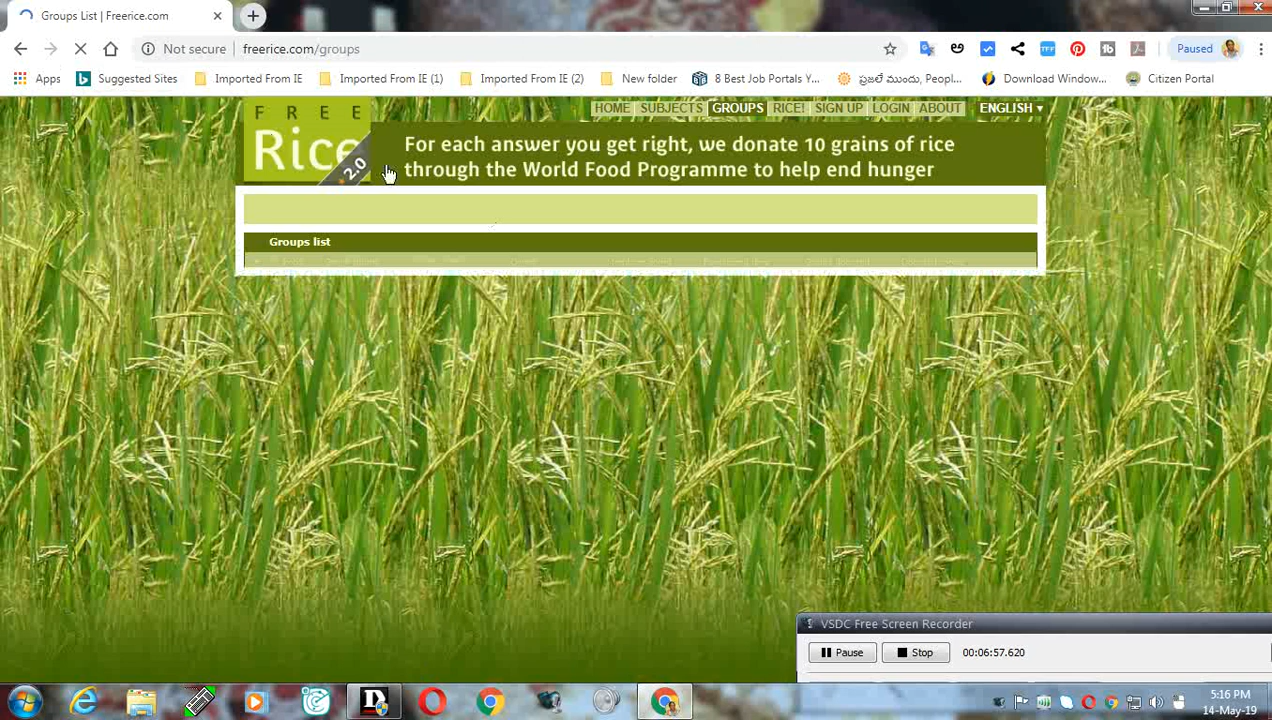 Groups List | Freerice.com
Not secure | freerice.com/groups
Paused
Apps Suggested Sites Imported From IE Imported From IE (1) Imported From IE (2) New folder 8 Best Job Portals Y... ప్రజలే ముందు, Peopl... Download Window... Citizen Portal
HOME SUBJECTS GROUPS RICE! SIGN UP LOGIN ABOUT ENGLISH
FREE
Rice
2.0
For each answer you get right, we donate 10 grains of rice
through the World Food Programme to help end hunger
Groups list
VSDC Free Screen Recorder
Pause Stop 00:06:57.620
5:16 PM
14-May-19